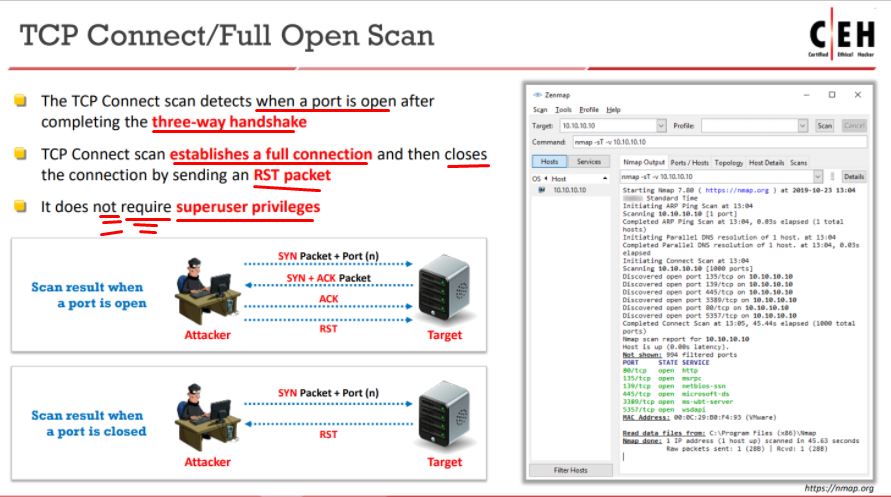 TCP Connect/Full Open Scan
C|EH
Certified Ethical Hacker
The TCP Connect scan detects when a port is open after
completing the three-way handshake
TCP Connect scan establishes a full connection and then closes
the connection by sending an RST packet
It does not require superuser privileges
Scan result when
a port is open
SYN Packet + Port (n)
SYN + ACK Packet
ACK
RST
Attacker
Target
Scan result when
a port is closed
SYN Packet + Port (n)
RST
Attacker
Target
Zenmap
Scan Tools Profile Help
Target: 10.10.10.10 Profile: Scan Cancel
Command: nmap -sT -v 10.10.10.10
Hosts Services
Nmap Output Ports / Hosts Topology Host Details Scans
OS Host
10.10.10.10
nmap -sT -v 10.10.10.10 Details
Starting Nmap 7.80 ( https://nmap.org ) at 2019-10-23 13:04
Standard Time
Initiating ARP Ping Scan at 13:04
Scanning 10.10.10.10 [1 port]
Completed ARP Ping Scan at 13:04, 0.03s elapsed (1 total
hosts)
Initiating Parallel DNS resolution of 1 host. at 13:04
Completed Parallel DNS resolution of 1 host. at 13:04, 0.03s
elapsed
Initiating Connect Scan at 13:04
Scanning 10.10.10.10 [1000 ports]
Discovered open port 135/tcp on 10.10.10.10
Discovered open port 139/tcp on 10.10.10.10
Discovered open port 445/tcp on 10.10.10.10
Discovered open port 3389/tcp on 10.10.10.10
Discovered open port 80/tcp on 10.10.10.10
Discovered open port 5357/tcp on 10.10.10.10
Completed Connect Scan at 13:05, 45.44s elapsed (1000 total
ports)
Nmap scan report for 10.10.10.10
Host is up (0.00s latency).
Not shown: 994 filtered ports
PORT STATE SERVICE
80/tcp open http
135/tcp open msrpc
139/tcp open netbios-ssn
445/tcp open microsoft-ds
3389/tcp open ms-wbt-server
5357/tcp open wsdapi
MAC Address: 00:0C:29:B0:F4:93 (VMware)
Read data files from: C:\Program Files (x86)\Nmap
Nmap done: 1 IP address (1 host up) scanned in 45.63 seconds
Raw packets sent: 1 (28B) | Rcvd: 1 (28B)
Filter Hosts
https://nmap.org